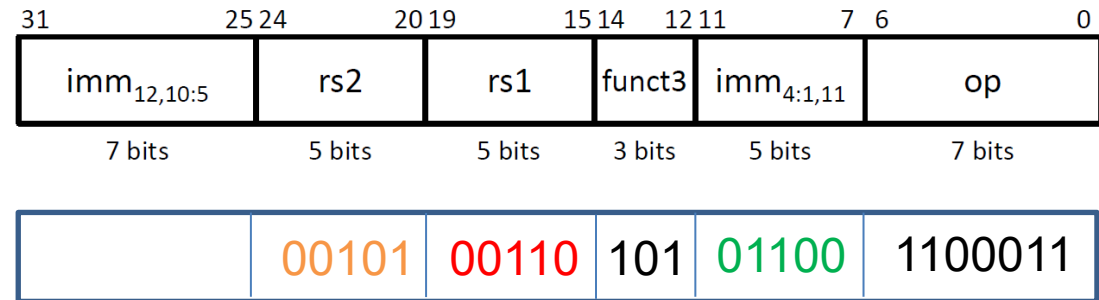 31 25 24 20 19 15 14 12 11 7 6 0
imm12,10:5 rs2 rs1 funct3 imm4:1,11 op
7 bits 5 bits 5 bits 3 bits 5 bits 7 bits
00101 00110 101 01100 1100011